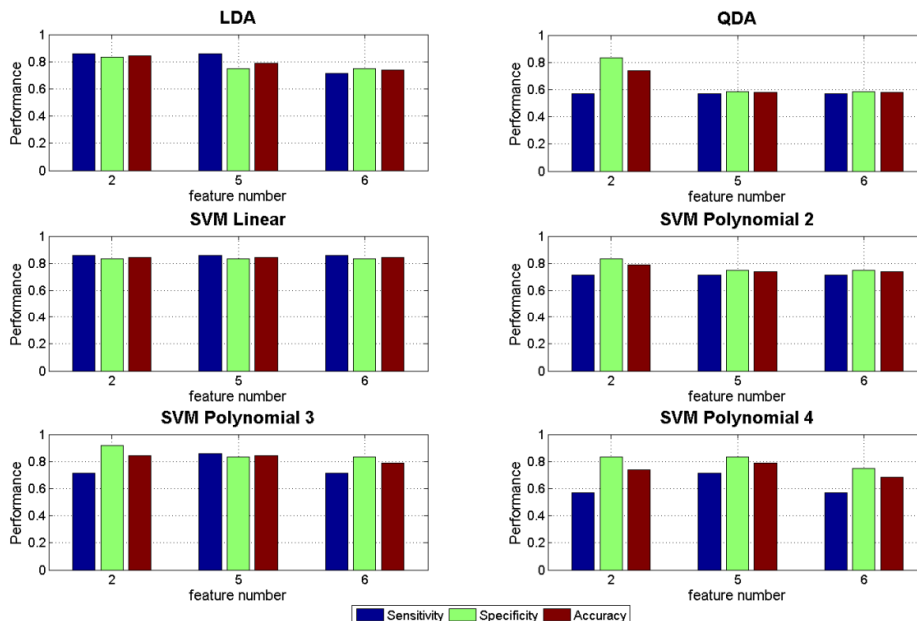 LDA
1
0.8
0.6
0.4
0.2
0
Performance
2 5 6
feature number
QDA
1
0.8
0.6
0.4
0.2
0
Performance
2 5 6
feature number
SVM Linear
1
0.8
0.6
0.4
0.2
0
Performance
2 5 6
feature number
SVM Polynomial 2
1
0.8
0.6
0.4
0.2
0
Performance
2 5 6
feature number
SVM Polynomial 3
1
0.8
0.6
0.4
0.2
0
Performance
2 5 6
feature number
SVM Polynomial 4
1
0.8
0.6
0.4
0.2
0
Performance
2 5 6
feature number
Sensitivity Specificity Accuracy